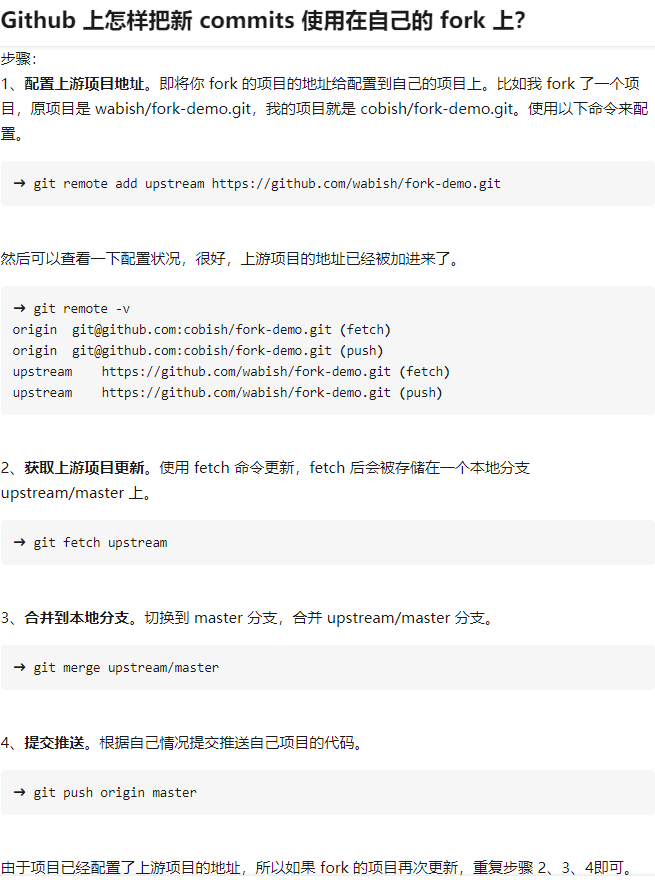 Github 上怎样把新 commits 使用在自己的 fork 上？
步骤：
1、配置上游项目地址。即将你 fork 的项目的地址给配置到自己的项目上。比如我 fork 了一个项
目，原项目是 wabish/fork-demo.git，我的项目就是 cobish/fork-demo.git。使用以下命令来配
置。
➜ git remote add upstream https://github.com/wabish/fork-demo.git
然后可以查看一下配置状况，很好，上游项目的地址已经被加进来了。
➜ git remote -v
origin  git@github.com:cobish/fork-demo.git (fetch)
origin  git@github.com:cobish/fork-demo.git (push)
upstream    https://github.com/wabish/fork-demo.git (fetch)
upstream    https://github.com/wabish/fork-demo.git (push)
2、获取上游项目更新。使用 fetch 命令更新，fetch 后会被存储在一个本地分支
upstream/master 上。
➜ git fetch upstream
3、合并到本地分支。切换到 master 分支，合并 upstream/master 分支。
➜ git merge upstream/master
4、提交推送。根据自己情况提交推送自己项目的代码。
➜ git push origin master
由于项目已经配置了上游项目的地址，所以如果 fork 的项目再次更新，重复步骤 2、3、4即可。